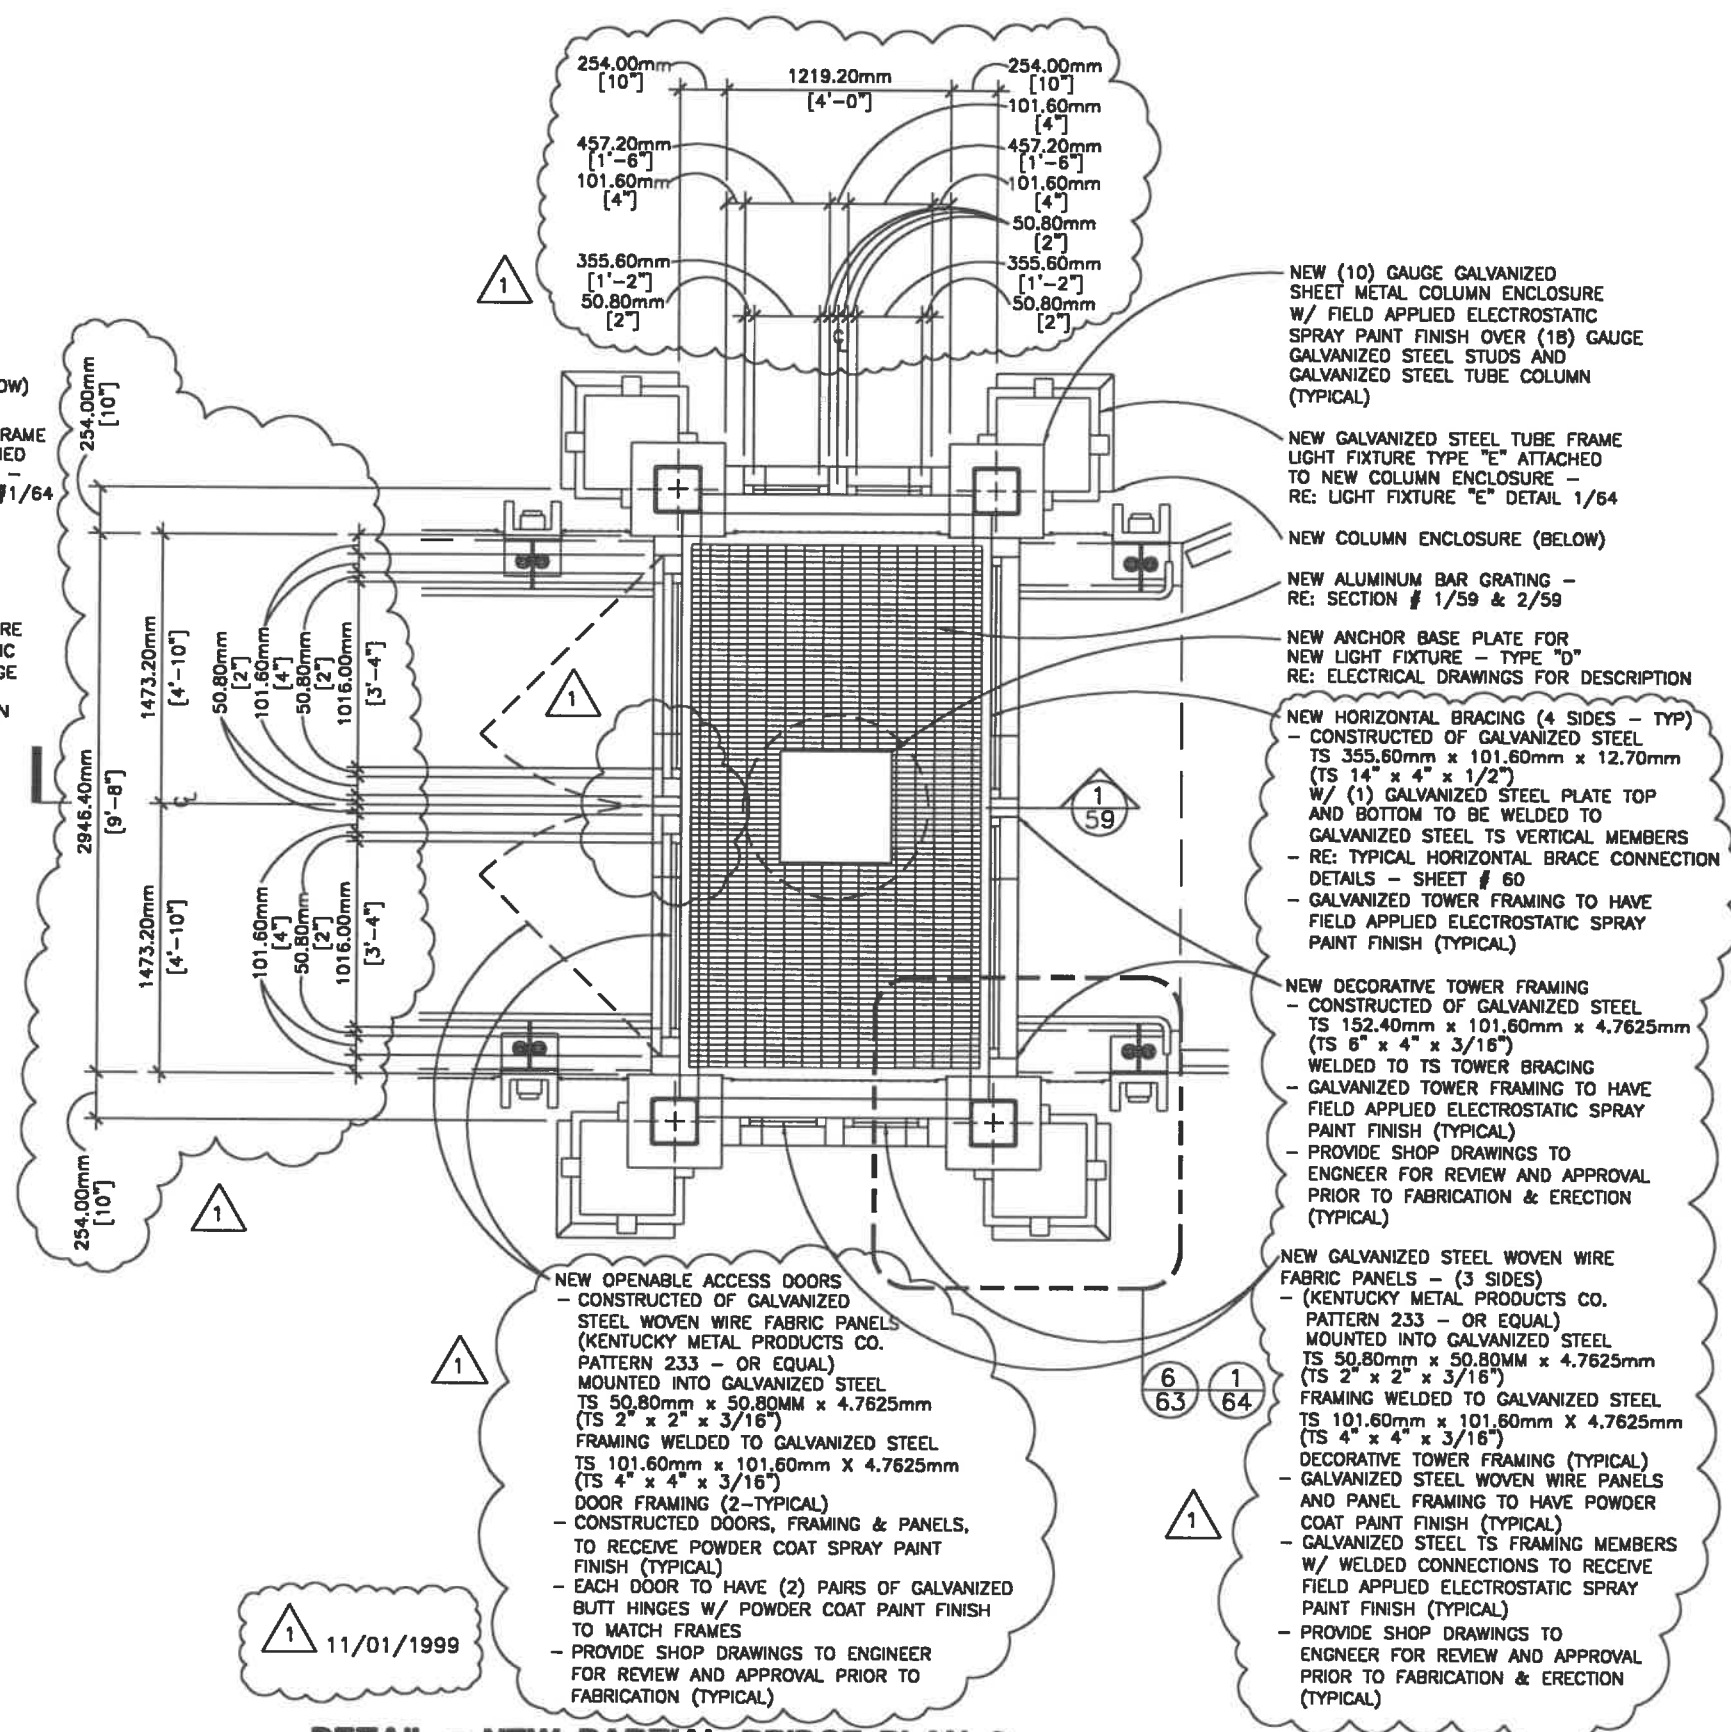 254.00mm
[10"]
1219.20mm
[4'-0"]
254.00mm
[10"]
101.60mm
[4"]
457.20mm
[1'-6"]
457.20mm
[1'-6"]
101.60mm
[4"]
101.60mm
[4"]
50.80mm
[2"]
355.60mm
[1'-2"]
355.60mm
[1'-2"]
50.80mm
[2"]
50.80mm
[2"]
CL
1
NEW (10) GAUGE GALVANIZED
SHEET METAL COLUMN ENCLOSURE
W/ FIELD APPLIED ELECTROSTATIC
SPRAY PAINT FINISH OVER (18) GAUGE
GALVANIZED STEEL STUDS AND
GALVANIZED STEEL TUBE COLUMN
(TYPICAL)
NEW GALVANIZED STEEL TUBE FRAME
LIGHT FIXTURE TYPE "E" ATTACHED
TO NEW COLUMN ENCLOSURE –
RE: LIGHT FIXTURE "E" DETAIL 1/64
NEW COLUMN ENCLOSURE (BELOW)
NEW ALUMINUM BAR GRATING –
RE: SECTION # 1/59 & 2/59
NEW ANCHOR BASE PLATE FOR
NEW LIGHT FIXTURE – TYPE "D"
RE: ELECTRICAL DRAWINGS FOR DESCRIPTION
NEW HORIZONTAL BRACING (4 SIDES – TYP)
– CONSTRUCTED OF GALVANIZED STEEL
TS 355.60mm x 101.60mm x 12.70mm
(TS 14" x 4" x 1/2")
W/ (1) GALVANIZED STEEL PLATE TOP
AND BOTTOM TO BE WELDED TO
GALVANIZED STEEL TS VERTICAL MEMBERS
– RE: TYPICAL HORIZONTAL BRACE CONNECTION
DETAILS – SHEET # 60
– GALVANIZED TOWER FRAMING TO HAVE
FIELD APPLIED ELECTROSTATIC SPRAY
PAINT FINISH (TYPICAL)
NEW DECORATIVE TOWER FRAMING
– CONSTRUCTED OF GALVANIZED STEEL
TS 152.40mm x 101.60mm x 4.7625mm
(TS 6" x 4" x 3/16")
WELDED TO TS TOWER BRACING
– GALVANIZED TOWER FRAMING TO HAVE
FIELD APPLIED ELECTROSTATIC SPRAY
PAINT FINISH (TYPICAL)
– PROVIDE SHOP DRAWINGS TO
ENGNEER FOR REVIEW AND APPROVAL
PRIOR TO FABRICATION & ERECTION
(TYPICAL)
NEW GALVANIZED STEEL WOVEN WIRE
FABRIC PANELS – (3 SIDES)
– (KENTUCKY METAL PRODUCTS CO.
PATTERN 233 – OR EQUAL)
MOUNTED INTO GALVANIZED STEEL
TS 50.80mm x 50.80MM x 4.7625mm
(TS 2" x 2" x 3/16")
FRAMING WELDED TO GALVANIZED STEEL
TS 101.60mm x 101.60mm X 4.7625mm
(TS 4" x 4" x 3/16")
DECORATIVE TOWER FRAMING (TYPICAL)
– GALVANIZED STEEL WOVEN WIRE PANELS
AND PANEL FRAMING TO HAVE POWDER
COAT PAINT FINISH (TYPICAL)
– GALVANIZED STEEL TS FRAMING MEMBERS
W/ WELDED CONNECTIONS TO RECEIVE
FIELD APPLIED ELECTROSTATIC SPRAY
PAINT FINISH (TYPICAL)
– PROVIDE SHOP DRAWINGS TO
ENGNEER FOR REVIEW AND APPROVAL
PRIOR TO FABRICATION & ERECTION
(TYPICAL)
1
OW)
RAME
–
#1/64
RE
IC
GE
N
254.00mm
[10"]
2946.40mm
[9'-8"]
254.00mm
[10"]
1473.20mm
[4'-10"]
1473.20mm
[4'-10"]
CL
50.80mm
[2"]
101.60mm
[4"]
50.80mm
[2"]
1016.00mm
[3'-4"]
101.60mm
[4"]
50.80mm
[2"]
1016.00mm
[3'-4"]
1
1
1
59
6
63
1
64
NEW OPENABLE ACCESS DOORS
– CONSTRUCTED OF GALVANIZED
STEEL WOVEN WIRE FABRIC PANELS
(KENTUCKY METAL PRODUCTS CO.
PATTERN 233 – OR EQUAL)
MOUNTED INTO GALVANIZED STEEL
TS 50.80mm x 50.80MM x 4.7625mm
(TS 2" x 2" x 3/16")
FRAMING WELDED TO GALVANIZED STEEL
TS 101.60mm x 101.60mm X 4.7625mm
(TS 4" x 4" x 3/16")
DOOR FRAMING (2–TYPICAL)
– CONSTRUCTED DOORS, FRAMING & PANELS,
TO RECEIVE POWDER COAT SPRAY PAINT
FINISH (TYPICAL)
– EACH DOOR TO HAVE (2) PAIRS OF GALVANIZED
BUTT HINGES W/ POWDER COAT PAINT FINISH
TO MATCH FRAMES
– PROVIDE SHOP DRAWINGS TO ENGINEER
FOR REVIEW AND APPROVAL PRIOR TO
FABRICATION (TYPICAL)
1
1 11/01/1999